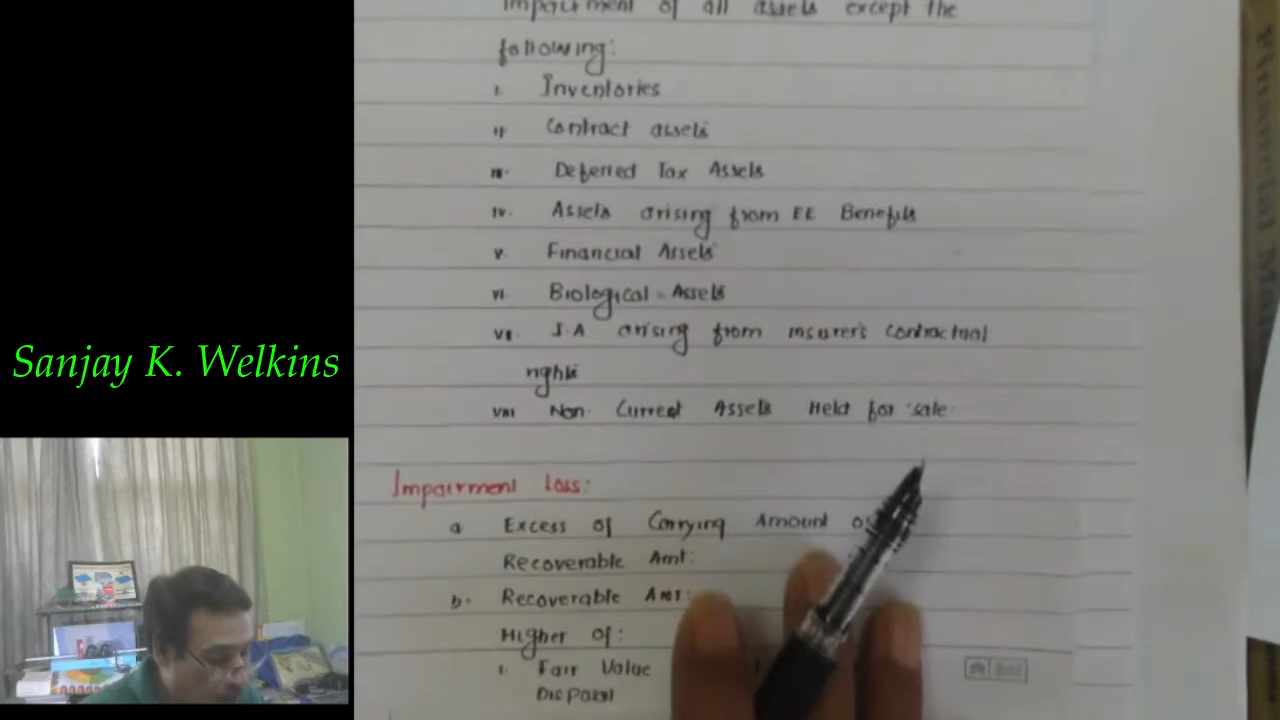 Impairment of all assets except the
following:
i. Inventories
ii Contract assets
iii. Deferred Tax Assets
iv. Assets arising from EE Benefits
v. Financial Assets
vi. Biological Assets
vii. I.A arising from insurer's contractual
rights
viii Non Current Assets Held for sale
Sanjay K. Welkins
Impairment Loss:
a Excess of Carrying Amount
Recoverable Amt:
b. Recoverable Amt:
Higher of:
i. Fair Value
Disposal